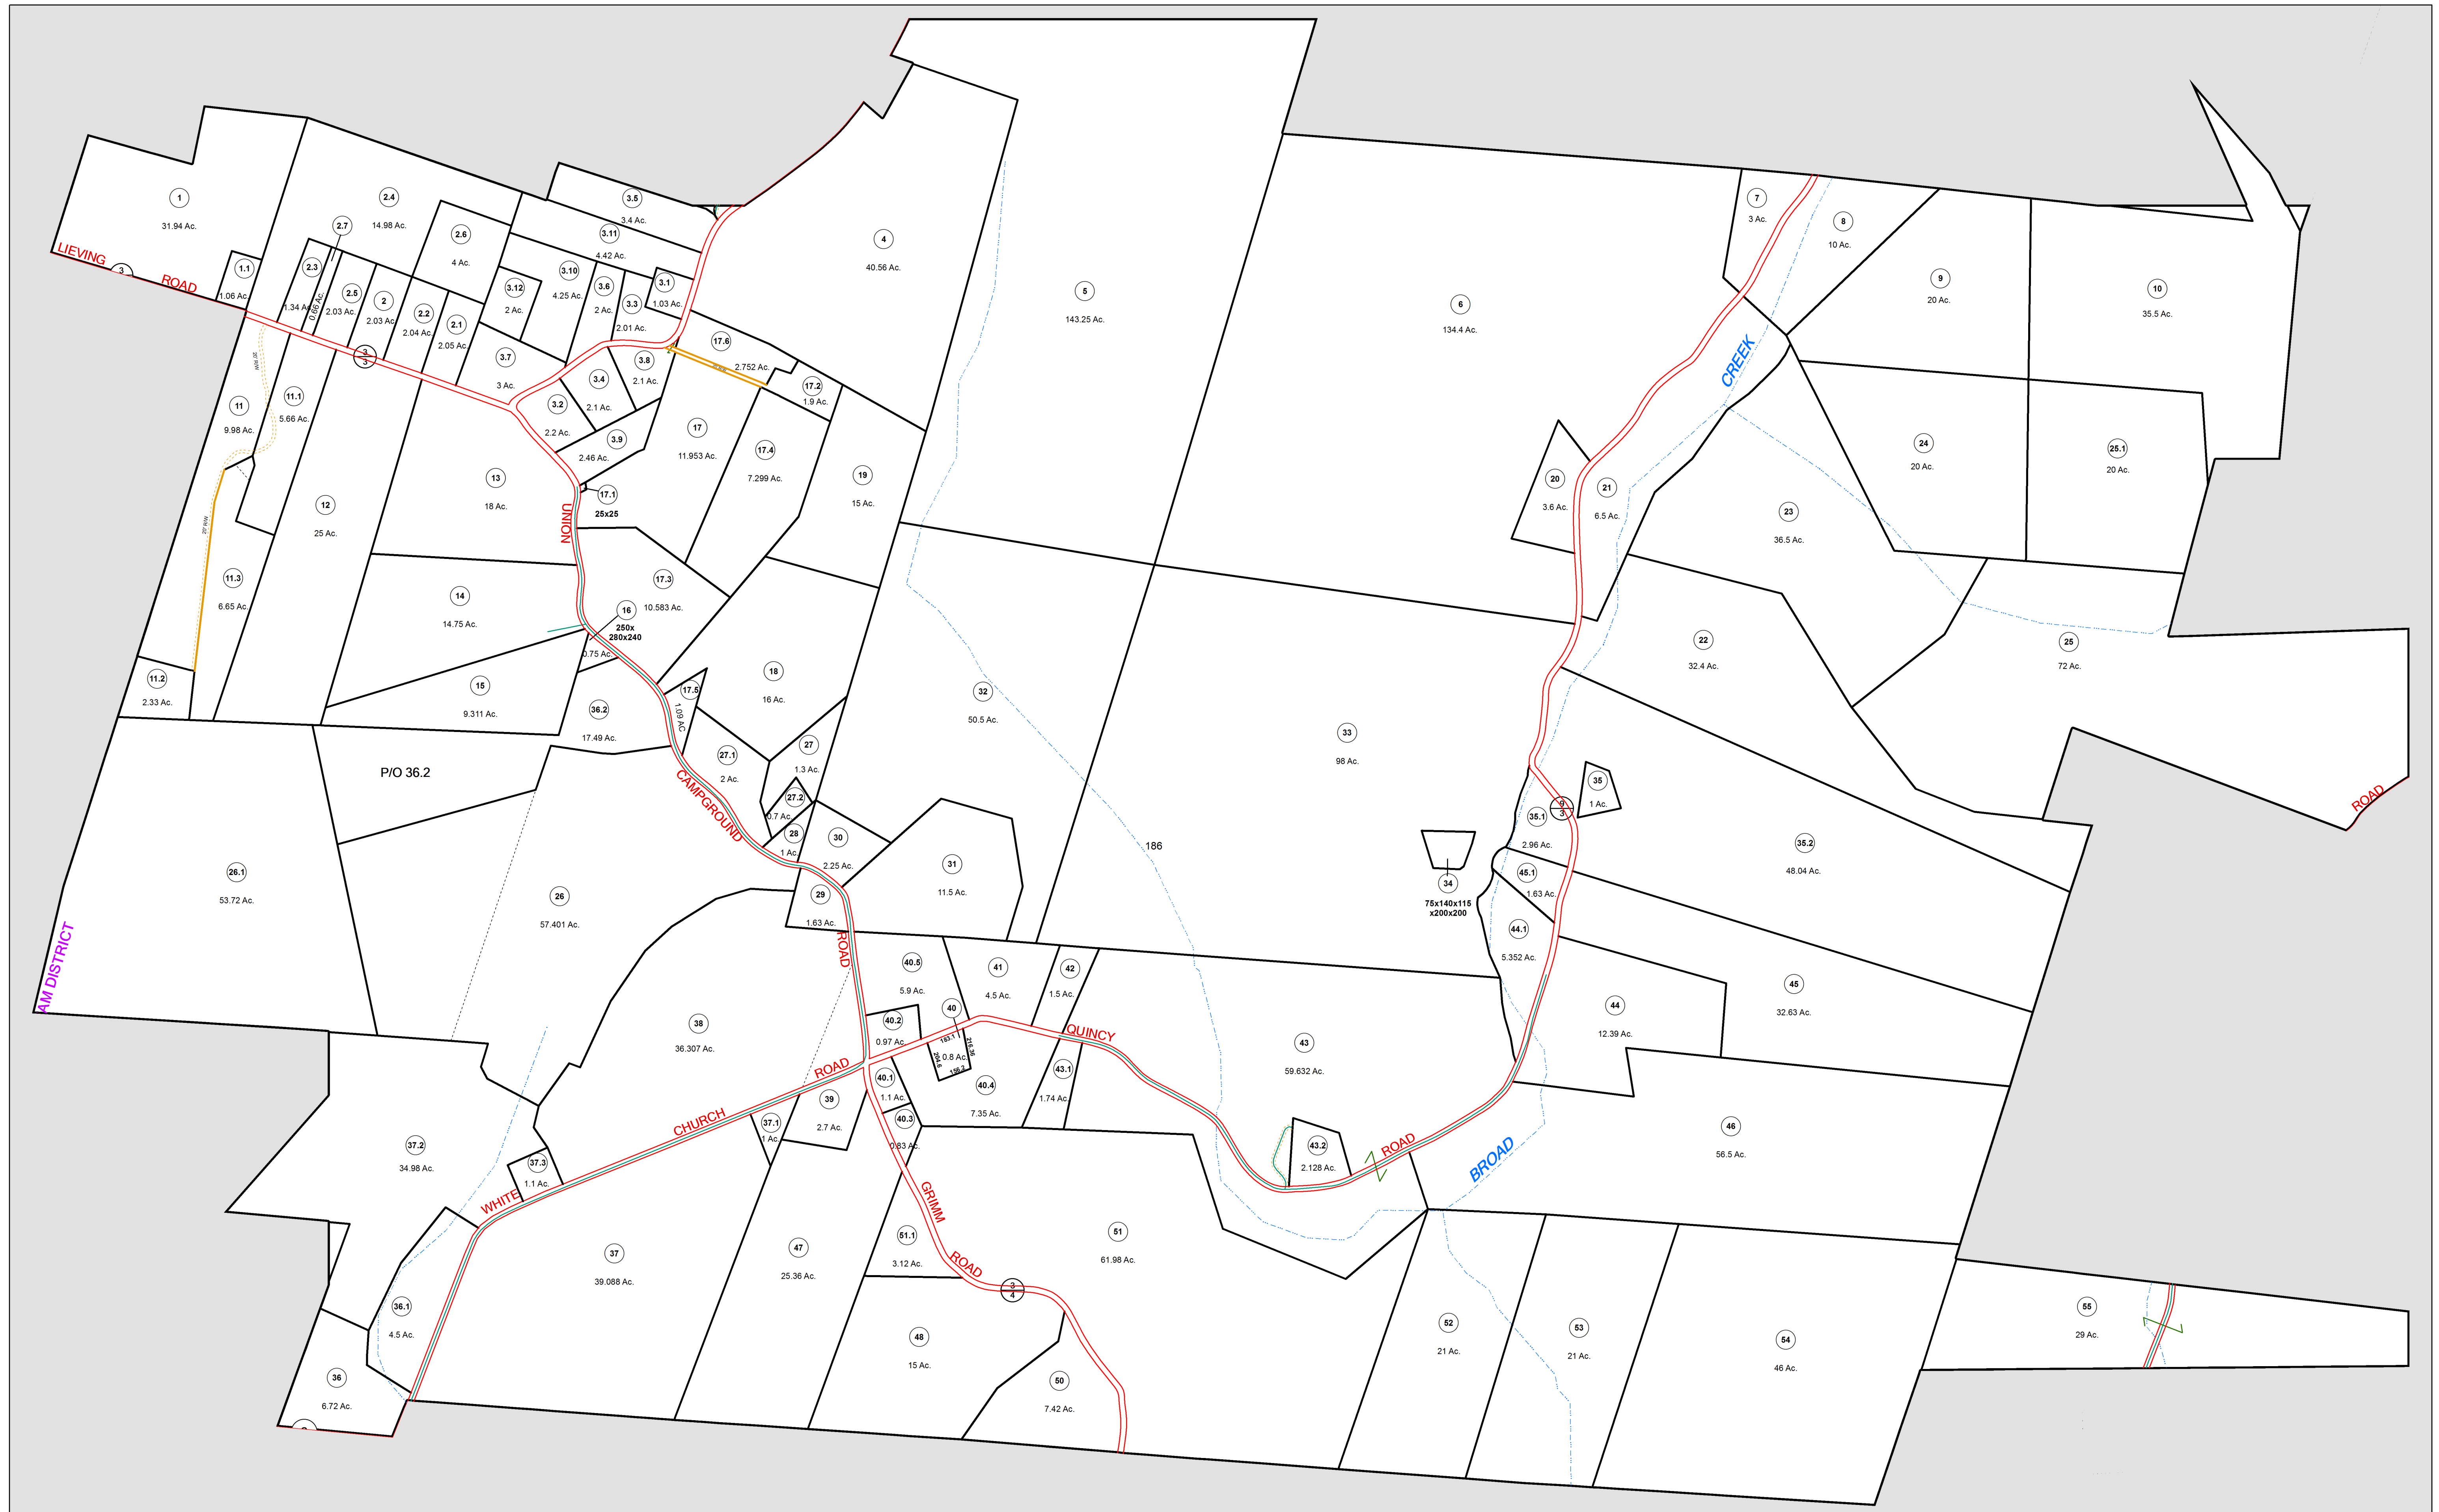 1
31.94 Ac.
LIEVING
ROAD
3
1.1
1.06 Ac.
2.4
14.98 Ac.
2.7
0.66 Ac.
2.3
1.34 Ac.
2.5
2.03 Ac.
2
2.03 Ac.
2.6
4 Ac.
2.2
2.04 Ac.
2.1
2.05 Ac.
3
3
3.5
3.4 Ac.
3.11
4.42 Ac.
3.10
4.25 Ac.
3.12
2 Ac.
3.6
2 Ac.
3.3
2.01 Ac.
3.1
1.03 Ac.
3.7
3 Ac.
3.8
2.1 Ac.
3.4
2.1 Ac.
3.2
2.2 Ac.
3.9
2.46 Ac.
4
40.56 Ac.
5
143.25 Ac.
6
134.4 Ac.
7
3 Ac.
8
10 Ac.
9
20 Ac.
10
35.5 Ac.
CREEK
11
9.98 Ac.
20' R/W
11.1
5.66 Ac.
20' R/W
11.3
6.65 Ac.
11.2
2.33 Ac.
12
25 Ac.
13
18 Ac.
UNION
14
14.75 Ac.
15
9.311 Ac.
16
250x
280x240
0.75 Ac.
17.6
2.752 Ac.
17.2
1.9 Ac.
17
11.953 Ac.
17.4
7.299 Ac.
17.1
25x25
17.3
10.583 Ac.
17.5
1.09 AC
18
16 Ac.
19
15 Ac.
20
3.6 Ac.
21
6.5 Ac.
22
32.4 Ac.
23
36.5 Ac.
24
20 Ac.
25.1
20 Ac.
25
72 Ac.
ROAD
36.2
17.49 Ac.
P/O 36.2
26.1
53.72 Ac.
AM DISTRICT
26
57.401 Ac.
27.1
2 Ac.
27
1.3 Ac.
27.2
0.7 Ac.
28
1 Ac.
CAMPGROUND
29
1.63 Ac.
30
2.25 Ac.
31
11.5 Ac.
ROAD
32
50.5 Ac.
186
33
98 Ac.
34
75x140x115
x200x200
35
1 Ac.
9
3
35.1
2.96 Ac.
35.2
48.04 Ac.
45.1
1.63 Ac.
44.1
5.352 Ac.
44
12.39 Ac.
45
32.63 Ac.
46
56.5 Ac.
38
36.307 Ac.
40.5
5.9 Ac.
41
4.5 Ac.
42
1.5 Ac.
40
40.2
0.97 Ac.
183.1
216.36
204.6
156.2
0.8 Ac.
QUINCY
43
59.632 Ac.
40.1
1.1 Ac.
40.4
7.35 Ac.
43.1
1.74 Ac.
40.3
0.83 Ac.
ROAD
CHURCH
WHITE
39
2.7 Ac.
37.1
1 Ac.
43.2
2.128 Ac.
ROAD
BROAD
37.2
34.98 Ac.
37.3
1.1 Ac.
36.1
4.5 Ac.
36
6.72 Ac.
37
39.088 Ac.
47
25.36 Ac.
GRIMM
ROAD
51.1
3.12 Ac.
3
4
51
61.98 Ac.
48
15 Ac.
50
7.42 Ac.
52
21 Ac.
53
21 Ac.
54
46 Ac.
55
29 Ac.